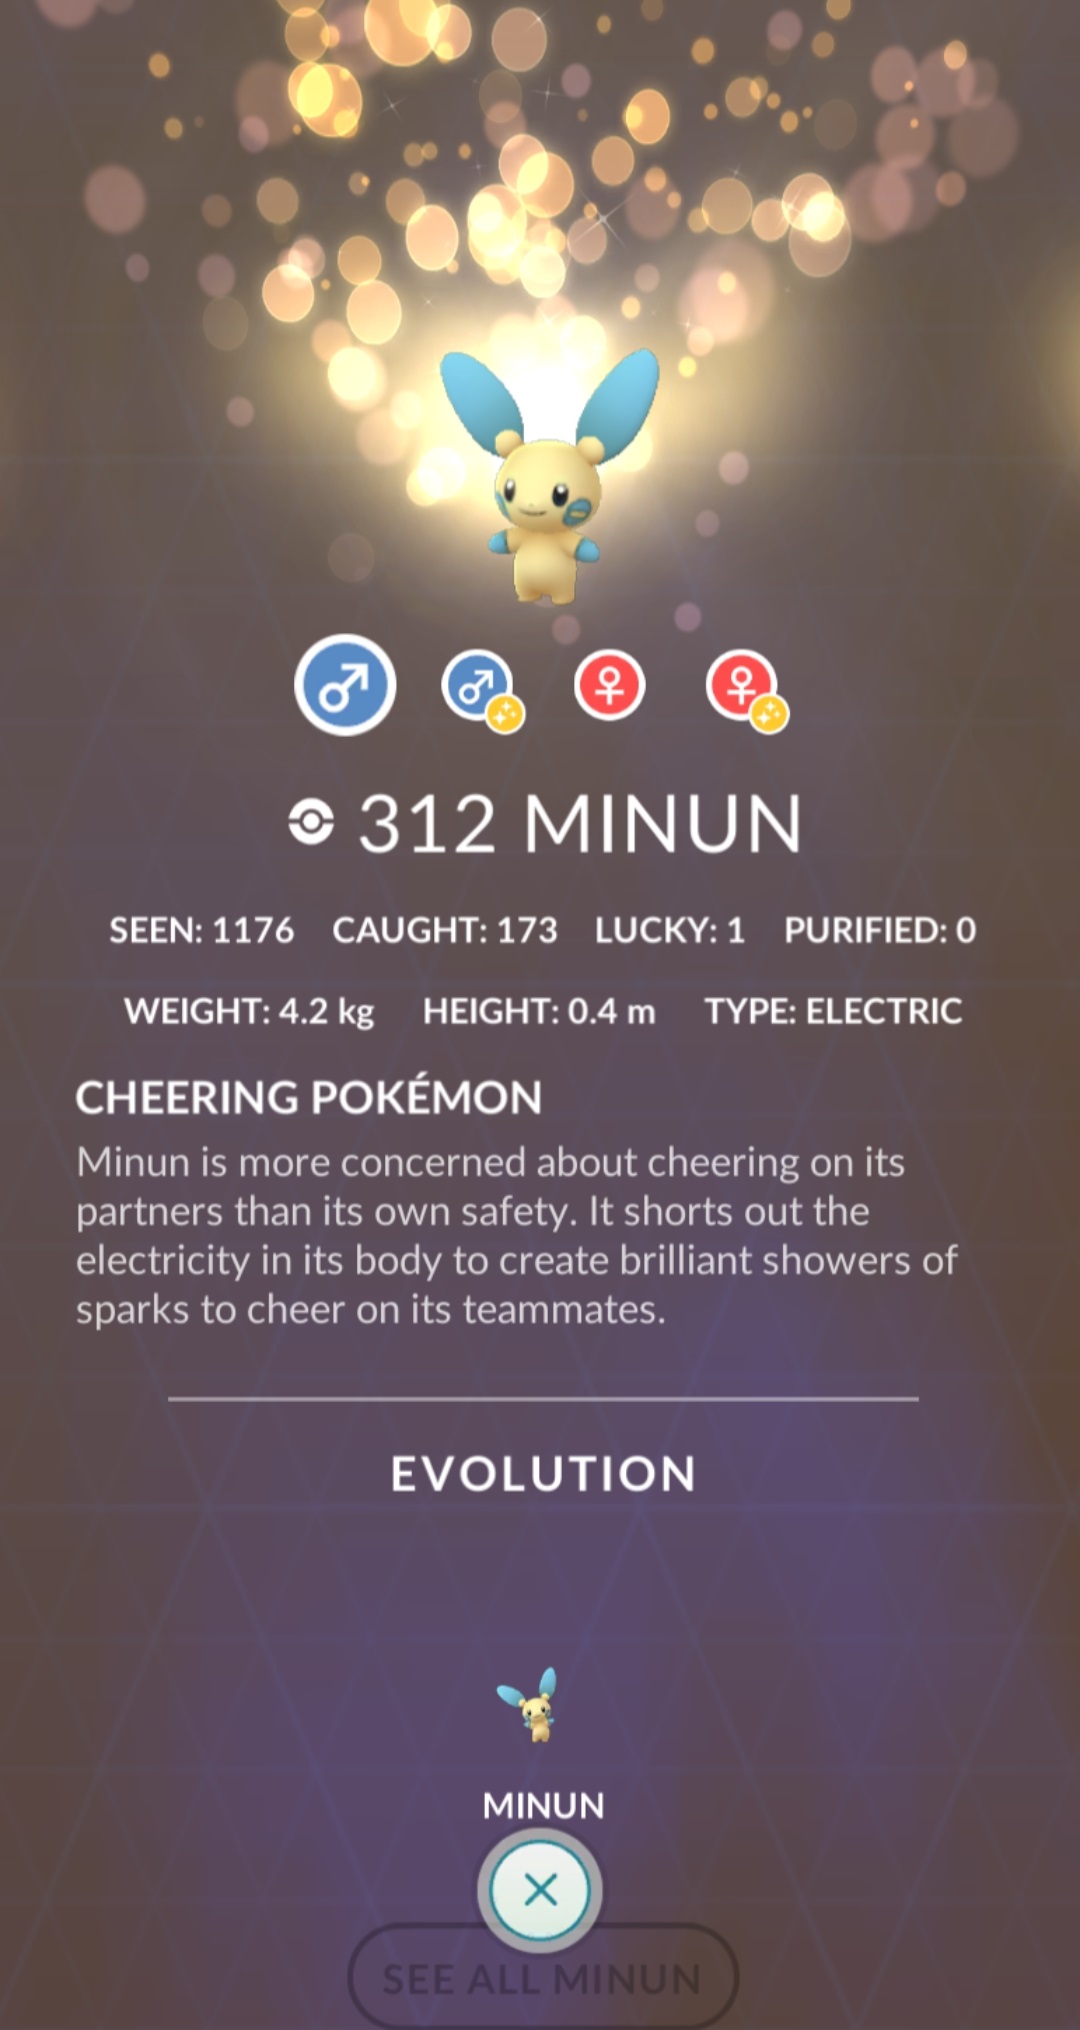 312 MINUN
SEEN: 1176 CAUGHT: 173 LUCKY: 1 PURIFIED: 0
WEIGHT: 4.2 kg HEIGHT: 0.4 m TYPE: ELECTRIC
CHEERING POKÉMON
Minun is more concerned about cheering on its
partners than its own safety. It shorts out the
electricity in its body to create brilliant showers of
sparks to cheer on its teammates.
EVOLUTION
MINUN
SEE ALL MINUN